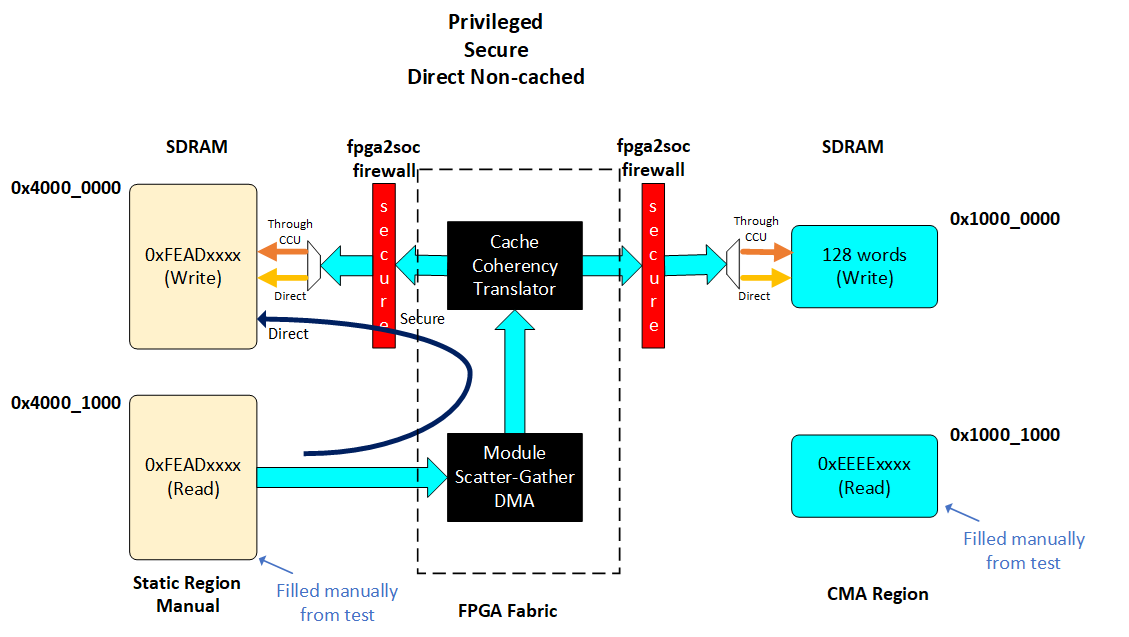 Privileged
Secure
Direct Non-cached
SDRAM
fpga2soc
firewall
fpga2soc
firewall
SDRAM
0x4000_0000
0xFEADxxxx
(Write)
Through
CCU
Direct
secure
Cache
Coherency
Translator
secure
Through
CCU
Direct
128 words
(Write)
0x1000_0000
Secure
Direct
0x4000_1000
0xFEADxxxx
(Read)
Module
Scatter-Gather
DMA
0xEEEExxxx
(Read)
0x1000_1000
Filled manually
from test
Static Region
Manual
Filled manually
from test
FPGA Fabric
CMA Region